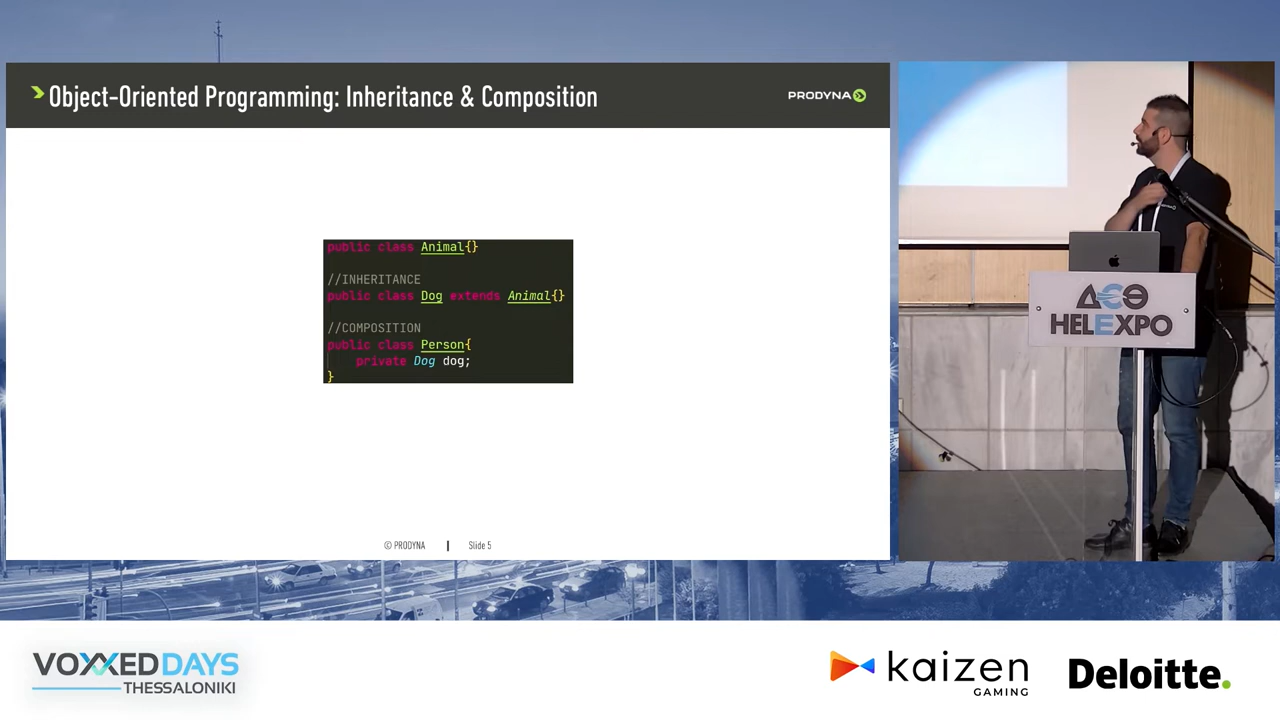 Object-Oriented Programming: Inheritance & Composition
PRODYNA
public class Animal{}
//INHERITANCE
public class Dog extends Animal{}
//COMPOSITION
public class Person{
private Dog dog;
}
© PRODYNA | Slide 5
ΔΕΘ
HELEXPO
VOXXED DAYS
THESSALONIKI
kaizen
GAMING
Deloitte.